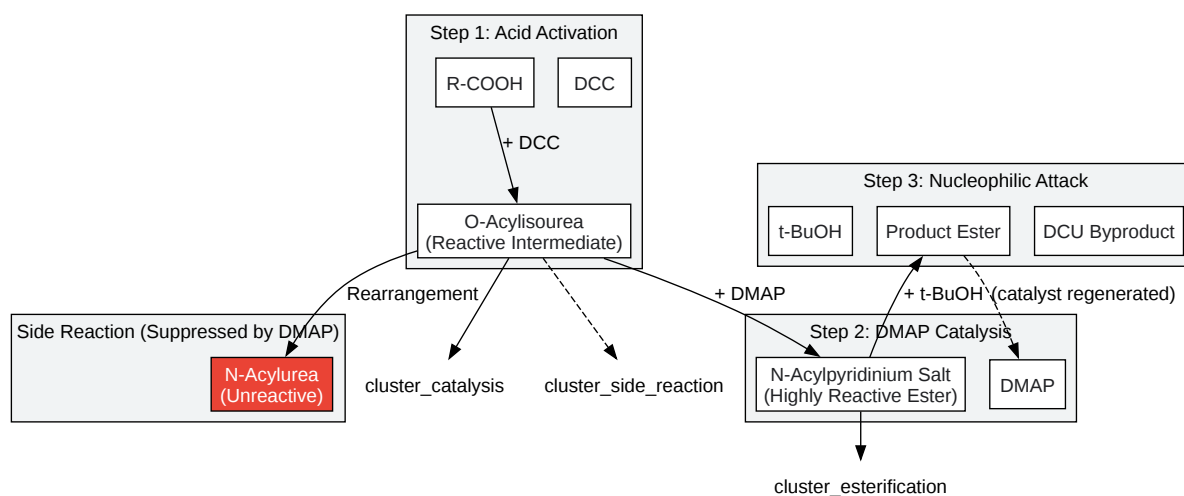 Step 1: Acid Activation
R-COOH
DCC
+ DCC
O-Acylisourea
(Reactive Intermediate)
Step 3: Nucleophilic Attack
t-BuOH
Product Ester
DCU Byproduct
Rearrangement
+ DMAP
+ t-BuOH
(catalyst regenerated)
Side Reaction (Suppressed by DMAP)
N-Acylurea
(Unreactive)
cluster_catalysis
cluster_side_reaction
Step 2: DMAP Catalysis
N-Acylpyridinium Salt
(Highly Reactive Ester)
DMAP
cluster_esterification